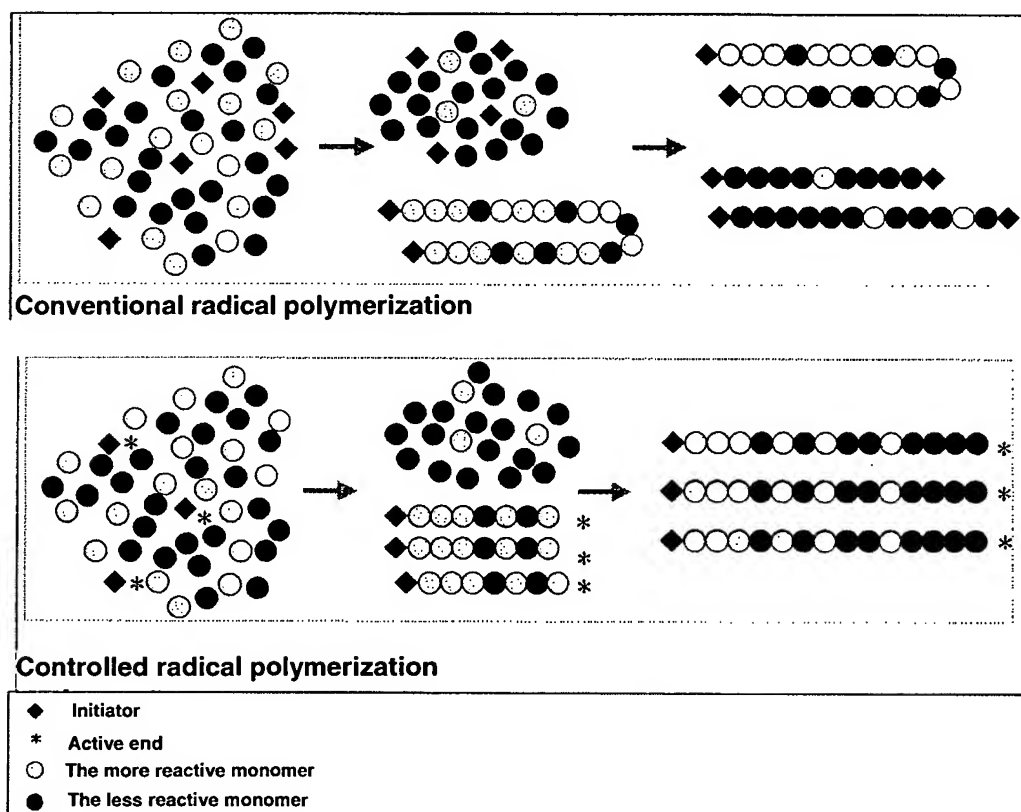 Conventional radical polymerization
Controlled radical polymerization
Initiator
* Active end
The more reactive monomer
The less reactive monomer